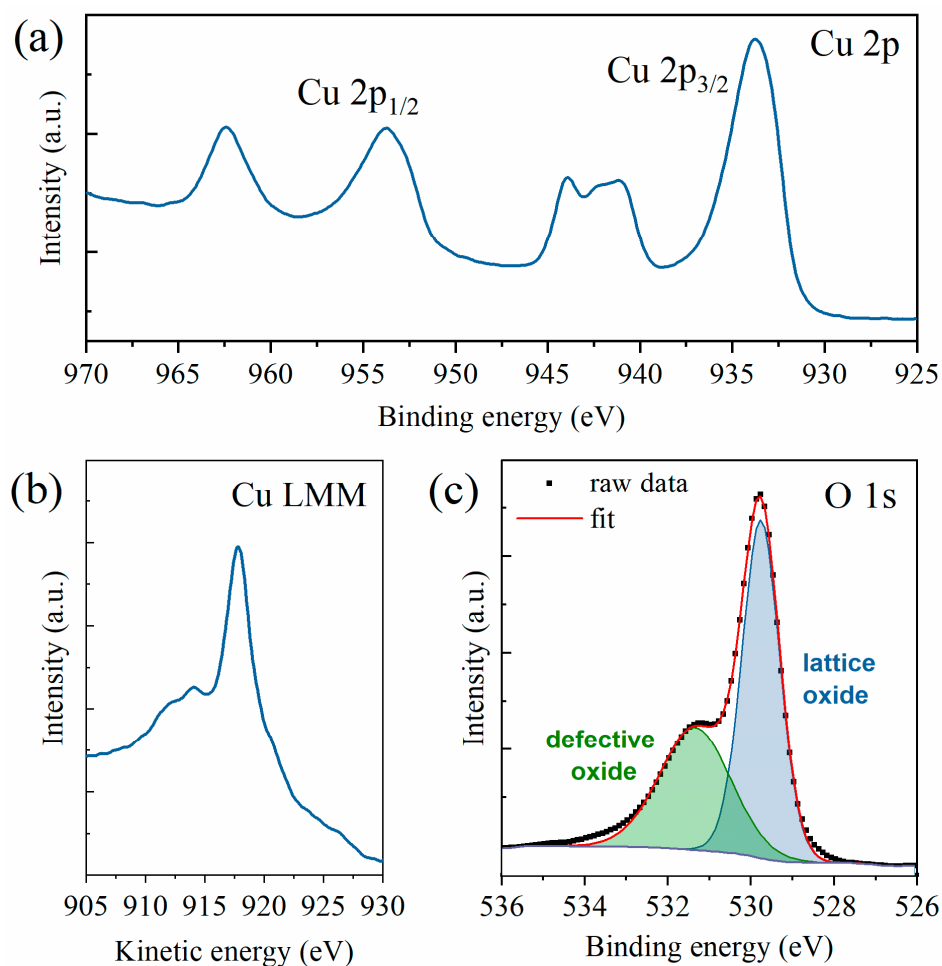 (a)
Cu 2p
Cu 2p3/2
Cu 2p1/2
Intensity (a.u.)
970 965 960 955 950 945 940 935 930 925
Binding energy (eV)
(b)
Cu LMM
Intensity (a.u.)
905 910 915 920 925 930
Kinetic energy (eV)
(c)
O 1s
raw data
fit
Intensity (a.u.)
lattice
oxide
defective
oxide
536 534 532 530 528 526
Binding energy (eV)